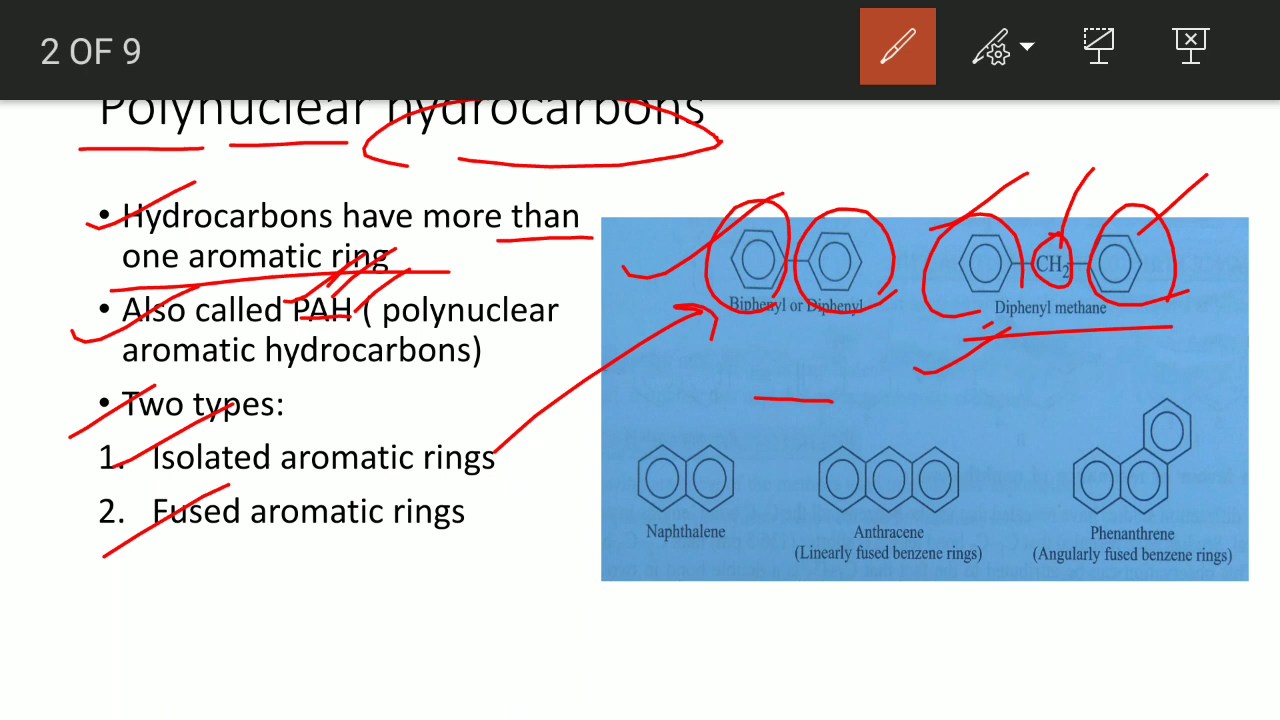 2 OF 9
Polynuclear hydrocarbons
• Hydrocarbons have more than
one aromatic ring
• Also called PAH ( polynuclear
aromatic hydrocarbons)
• Two types:
1. Isolated aromatic rings
2. Fused aromatic rings
CH2
Biphenyl or Diphenyl
Diphenyl methane
Naphthalene
Anthracene
(Linearly fused benzene rings)
Phenanthrene
(Angularly fused benzene rings)